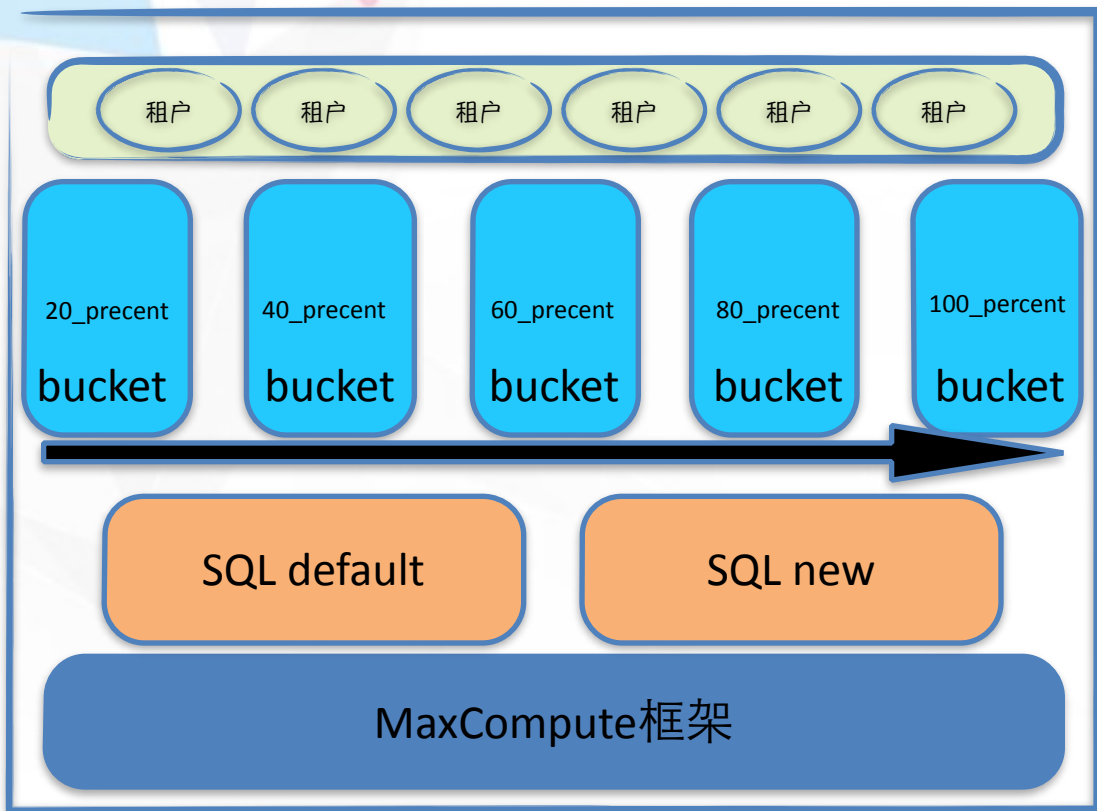 租户 租户 租户 租户 租户 租户
20_precent 40_precent 60_precent 80_precent 100_percent
bucket bucket bucket bucket bucket
SQL default SQL new
MaxCompute框架